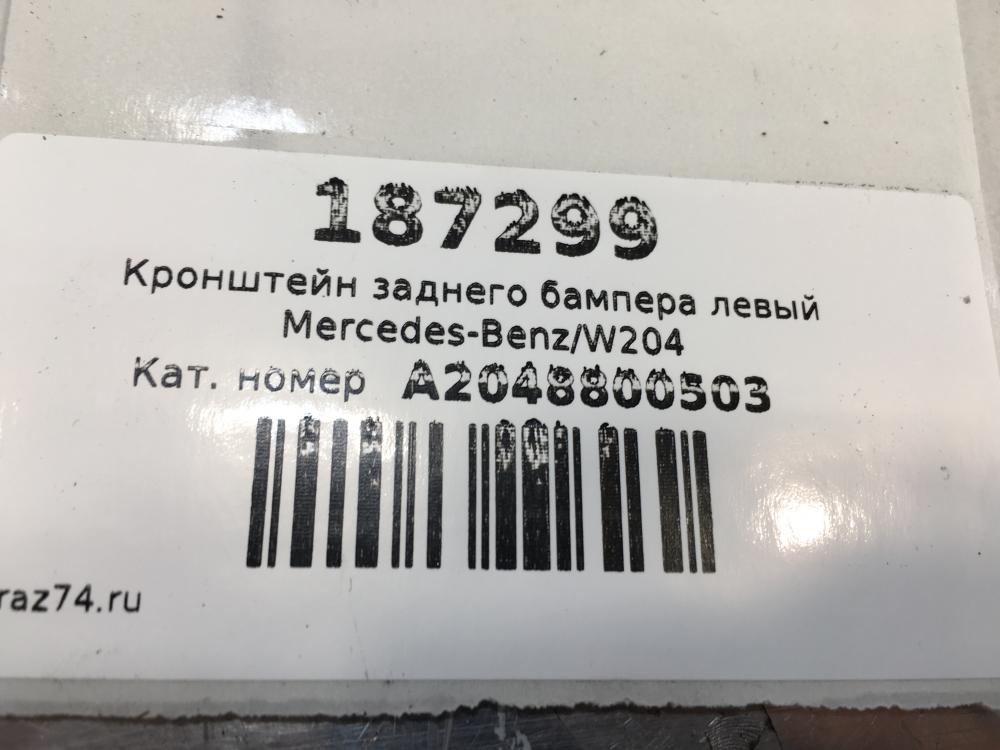 187299
Кронштейн заднего бампера левый
Mercedes-Benz/W204
Кат. номер A2048800503
raz74.ru